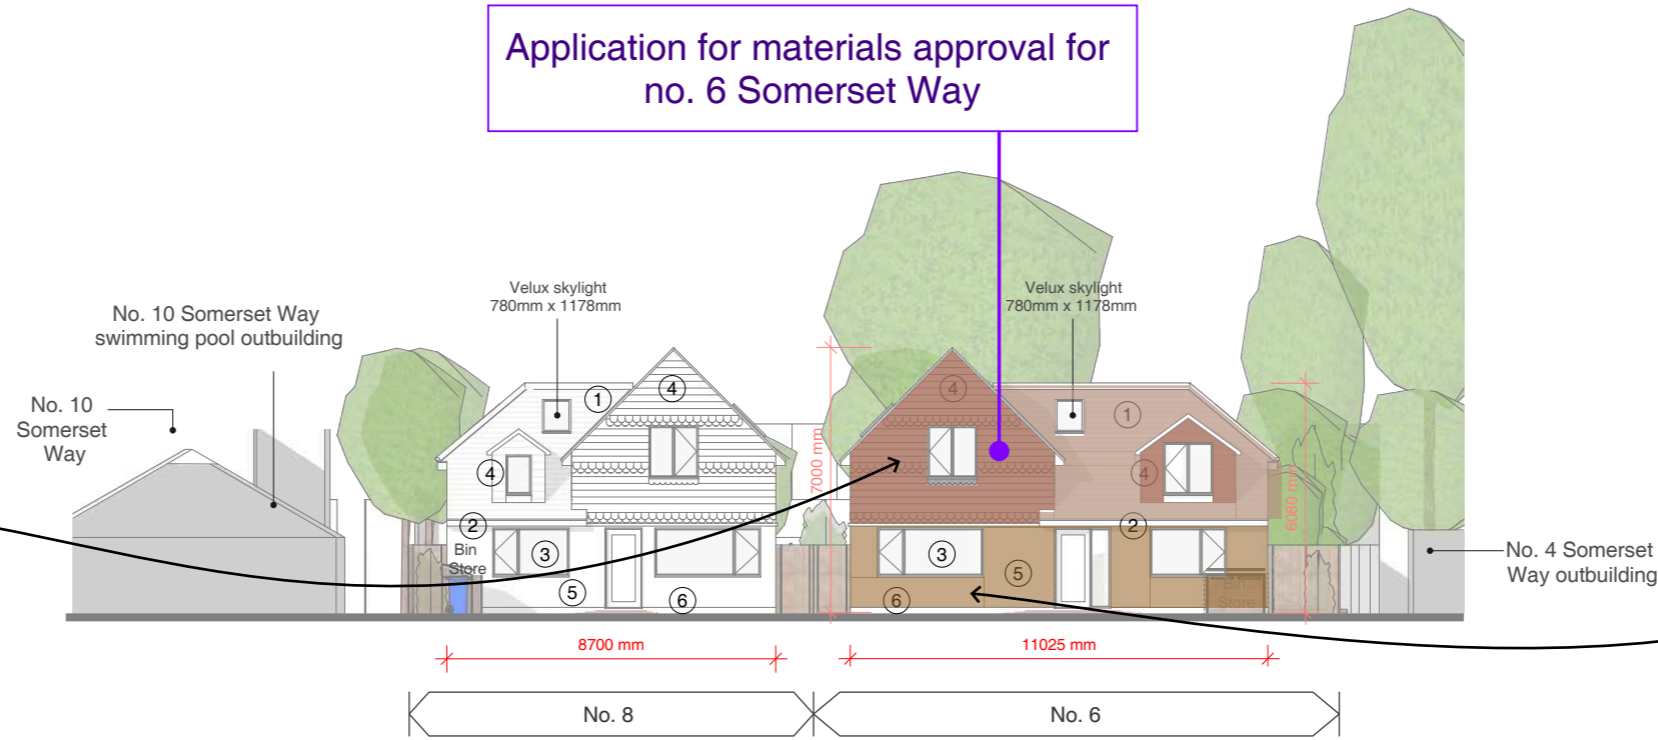 Application for materials approval for
no. 6 Somerset Way
Velux skylight
780mm x 1178mm
Velux skylight
780mm x 1178mm
No. 10 Somerset Way
swimming pool outbuilding
No. 10
Somerset
Way
1
4
4
2
Bin
Store
3
5
6
7000 mm
4
1
4
2
3
5
6
Bin
Store
6080 mm
No. 4 Somerset
Way outbuilding
8700 mm
11025 mm
No. 8
No. 6